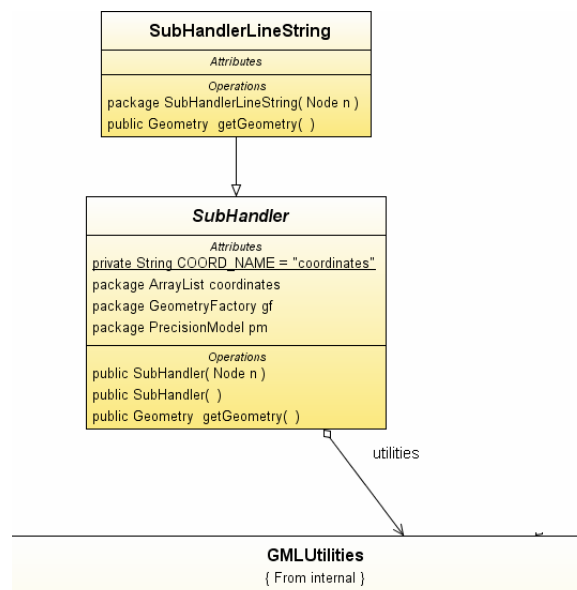 SubHandlerLineString
Attributes
Operations
package SubHandlerLineString( Node n )
public Geometry getGeometry( )
SubHandler
Attributes
private String COORD_NAME = "coordinates"
package ArrayList coordinates
package GeometryFactory gf
package PrecisionModel pm
Operations
public SubHandler( Node n )
public SubHandler( )
public Geometry getGeometry( )
utilities
GMLUtilities
{ From internal }